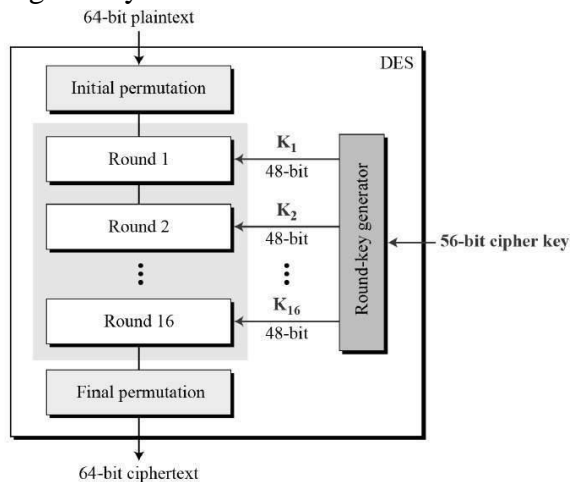 64-bit plaintext
DES
Initial permutation
Round 1
K1
48-bit
Round 2
K2
48-bit
Round-key generator
56-bit cipher key
Round 16
K16
48-bit
Final permutation
64-bit ciphertext